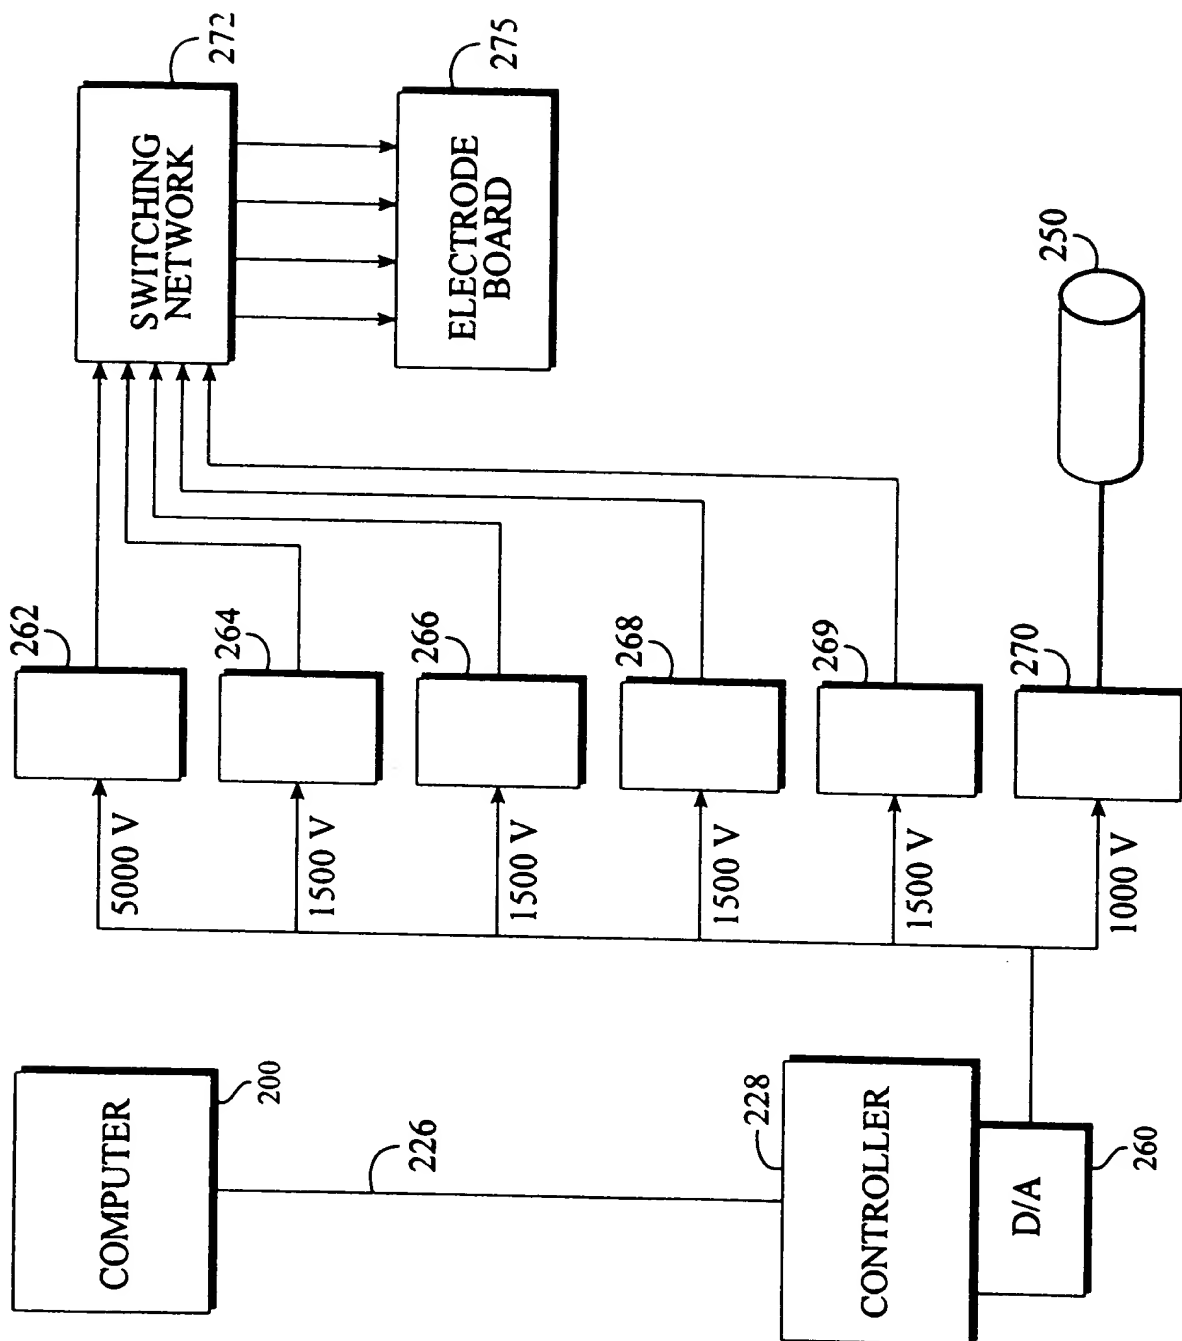 COMPUTER
200
226
228
CONTROLLER
D/A
260
5000 V
1500 V
1500 V
1500 V
1500 V
1000 V
262
264
266
268
269
270
250
SWITCHING
NETWORK
272
ELECTRODE
BOARD
275